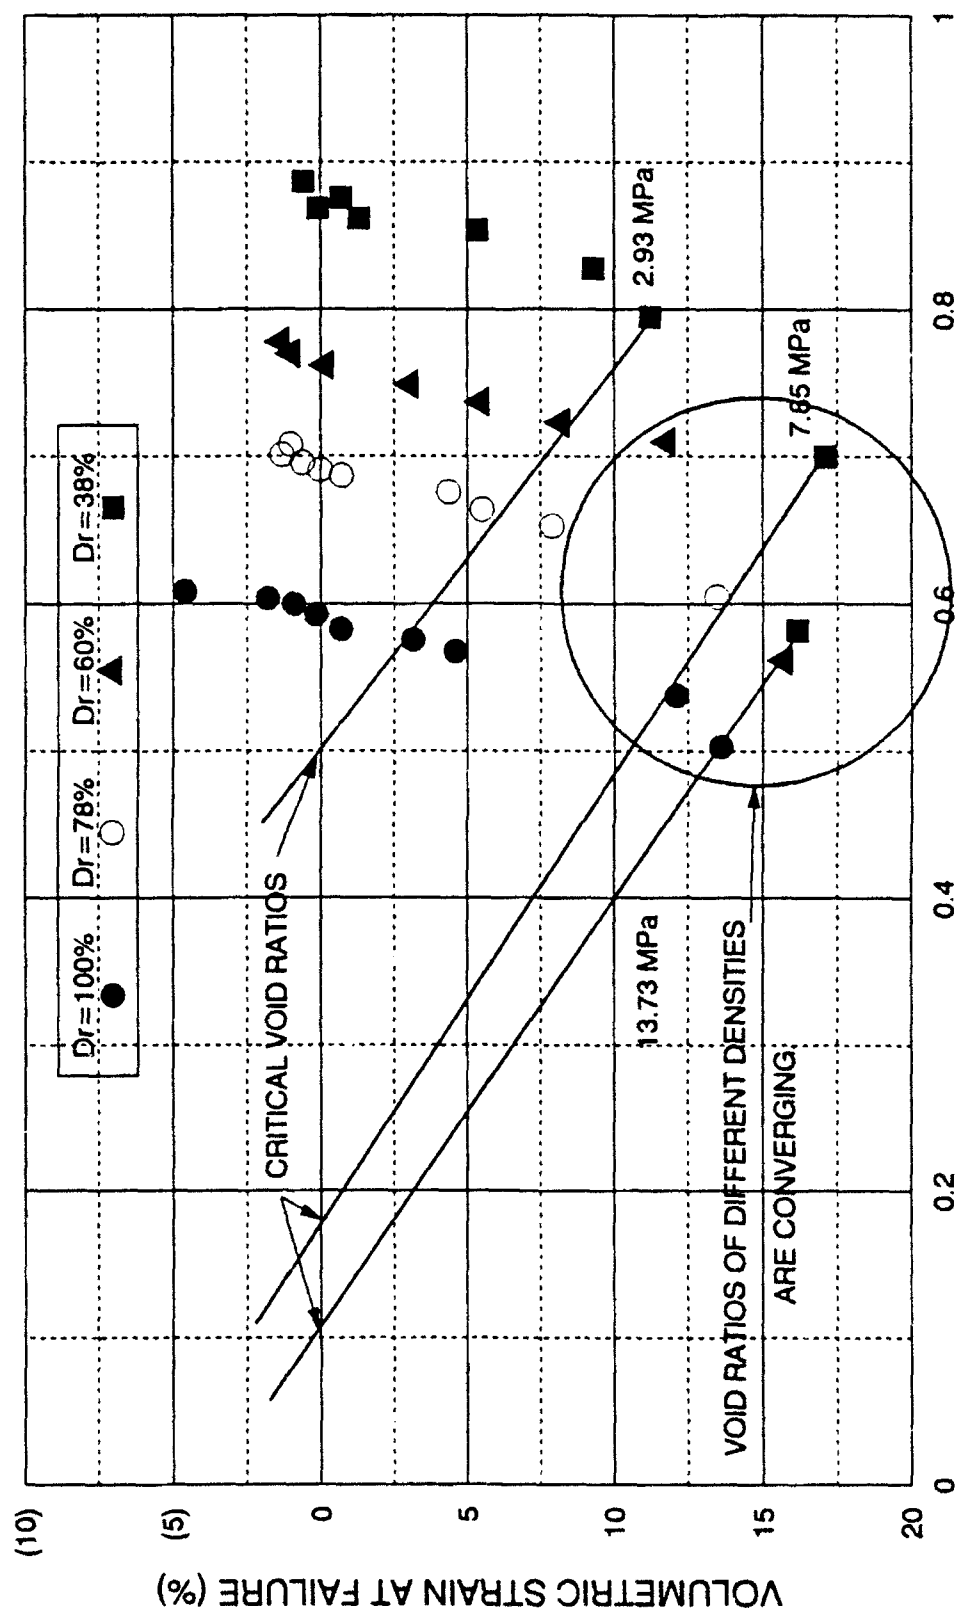 Dr=100% Dr=78% Dr=60% Dr=38%
VOLUMETRIC STRAIN AT FAILURE (%)
(10)
(5)
0
5
10
15
20
CRITICAL VOID RATIOS
2.93 MPa
7.85 MPa
13.73 MPa
VOID RATIOS OF DIFFERENT DENSITIES
ARE CONVERGING
0
0.2
0.4
0.6
0.8
1